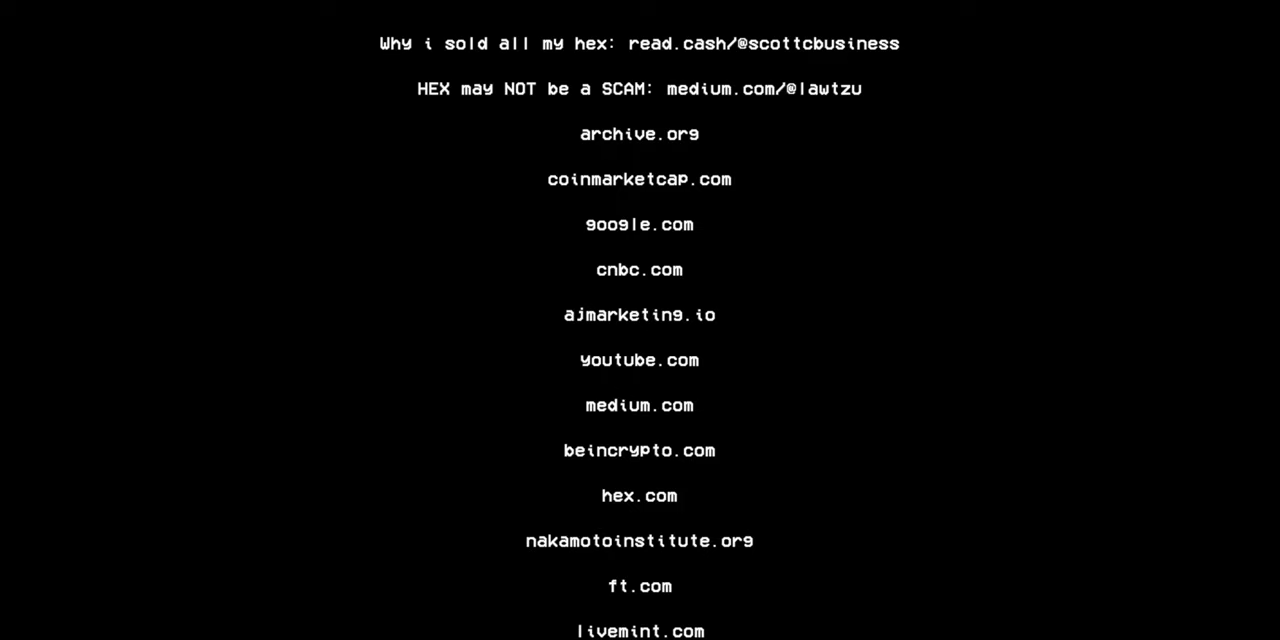 Why i sold all my hex: read.cash/@scottcbusiness
HEX may NOT be a SCAM: medium.com/@lawtzu
archive.org
coinmarketcap.com
google.com
cnbc.com
ajmarketing.io
youtube.com
medium.com
beincrypto.com
hex.com
nakamotoinstitute.org
ft.com
livemint.com